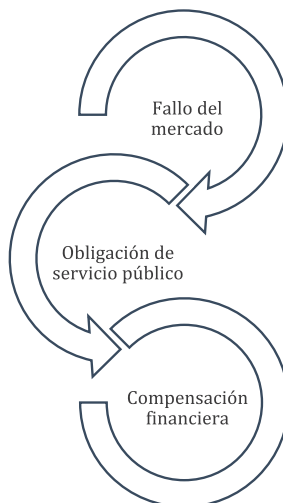 Fallo del
mercado
Obligación de
servicio público
Compensación
financiera